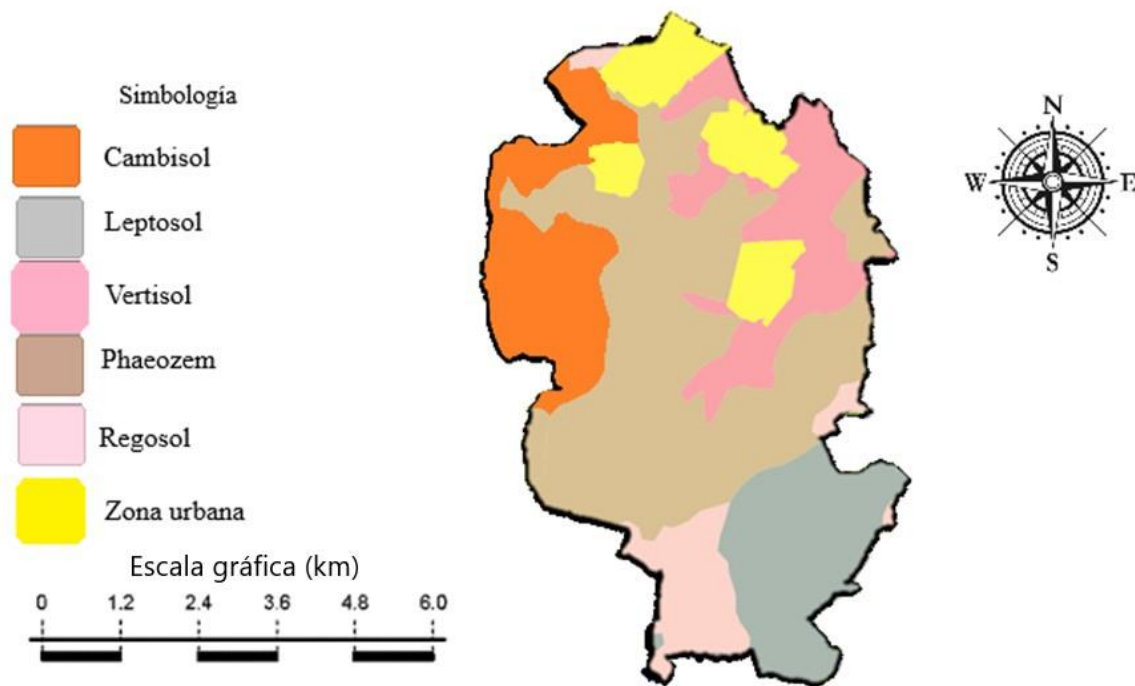 Simbología
Cambisol
Leptosol
Vertisol
Phaeozem
Regosol
Zona urbana
Escala gráfica (km)
0 1.2 2.4 3.6 4.8 6.0
N
W E
S